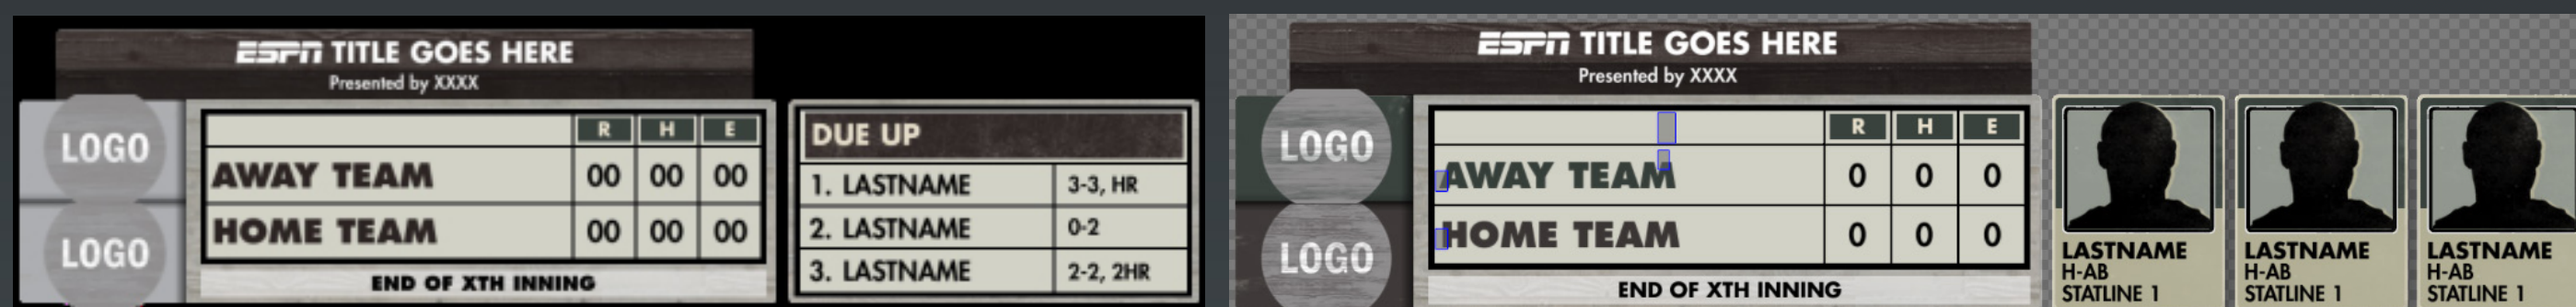 ESPN TITLE GOES HERE
Presented by XXXX
LOGO
LOGO
R H E
AWAY TEAM 00 00 00
HOME TEAM 00 00 00
END OF XTH INNING
DUE UP
1. LASTNAME 3-3, HR
2. LASTNAME 0-2
3. LASTNAME 2-2, 2HR
ESPN TITLE GOES HERE
Presented by XXXX
LOGO
LOGO
R H E
AWAY TEAM 0 0 0
HOME TEAM 0 0 0
END OF XTH INNING
LASTNAME
H-AB
STATLINE 1
LASTNAME
H-AB
STATLINE 1
LASTNAME
H-AB
STATLINE 1